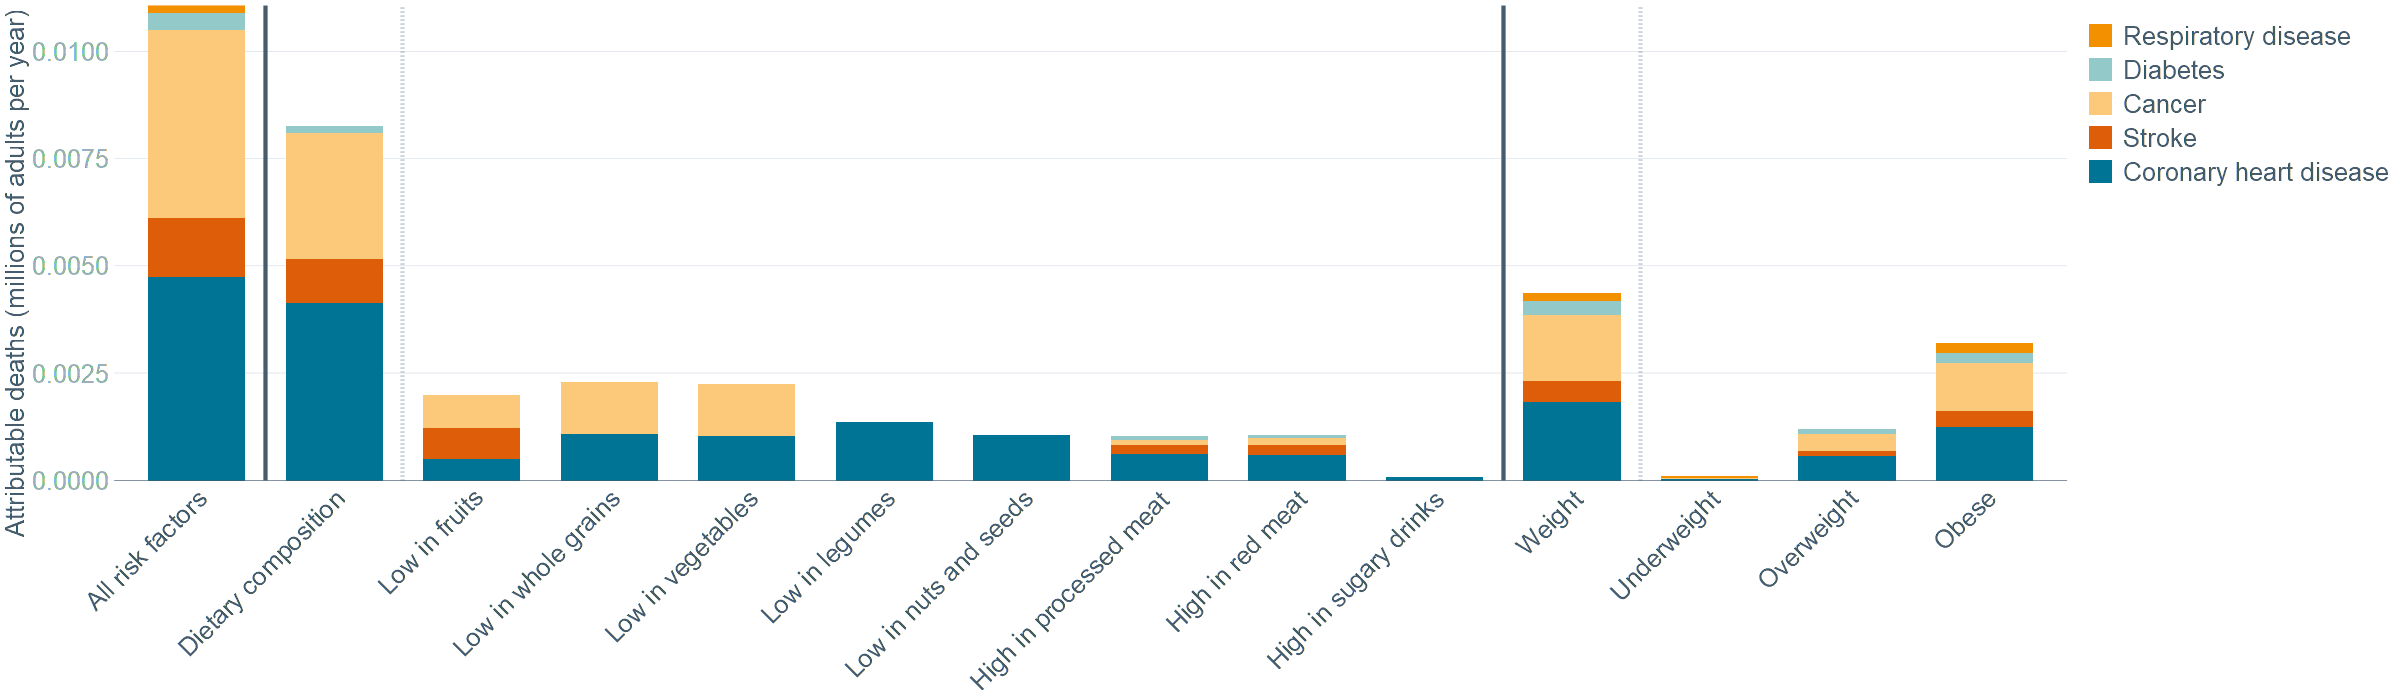 Attributable deaths (millions of adults per year)
0.0100
0.0075
0.0050
0.0025
0.0000
All risk factors
Dietary composition
Low in fruits
Low in whole grains
Low in vegetables
Low in legumes
Low in nuts and seeds
High in processed meat
High in red meat
High in sugary drinks
Weight
Underweight
Overweight
Obese
Respiratory disease
Diabetes
Cancer
Stroke
Coronary heart disease